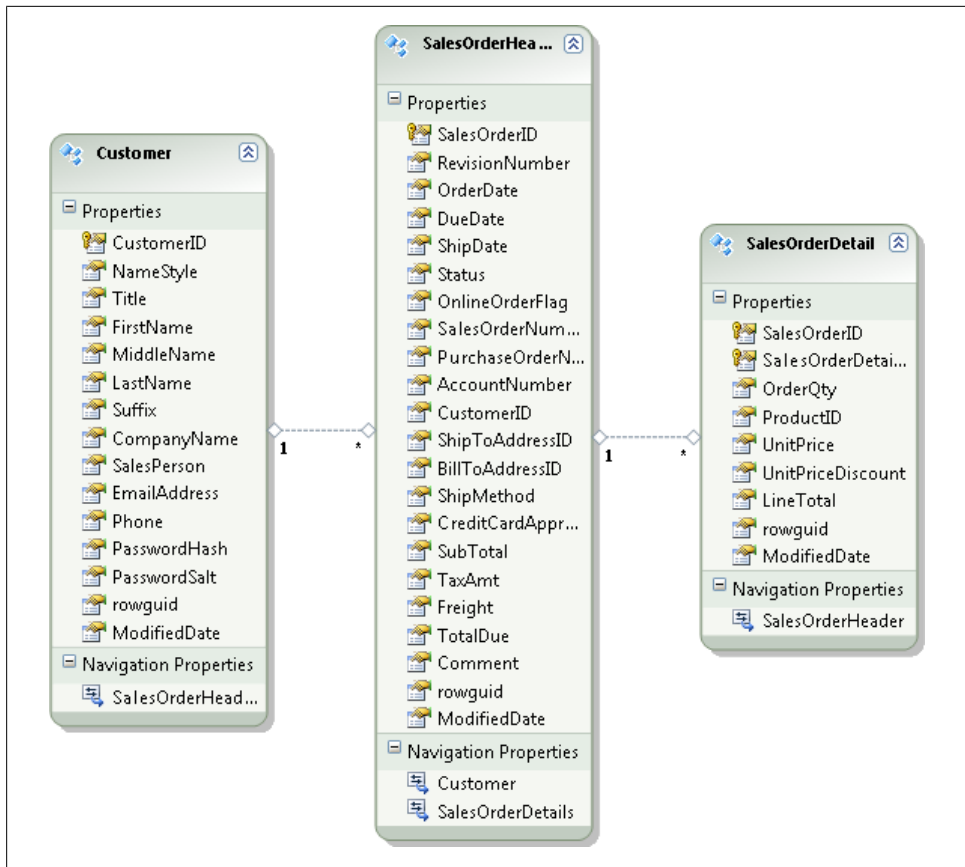 Customer
Properties
CustomerID
NameStyle
Title
FirstName
MiddleName
LastName
Suffix
CompanyName
SalesPerson
EmailAddress
Phone
PasswordHash
PasswordSalt
rowguid
ModifiedDate
Navigation Properties
SalesOrderHead...
1
*
SalesOrderHea ...
Properties
SalesOrderID
RevisionNumber
OrderDate
DueDate
ShipDate
Status
OnlineOrderFlag
SalesOrderNum...
PurchaseOrderN...
AccountNumber
CustomerID
ShipToAddressID
BillToAddressID
ShipMethod
CreditCardAppr...
SubTotal
TaxAmt
Freight
TotalDue
Comment
rowguid
ModifiedDate
Navigation Properties
Customer
SalesOrderDetails
1
*
SalesOrderDetail
Properties
SalesOrderID
SalesOrderDetai...
OrderQty
ProductID
UnitPrice
UnitPriceDiscount
LineTotal
rowguid
ModifiedDate
Navigation Properties
SalesOrderHeader